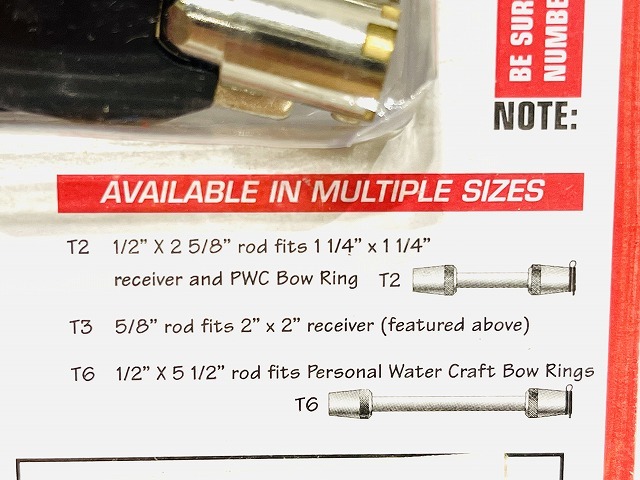 BE SUR
NUMBE
NOTE:
AVAILABLE IN MULTIPLE SIZES
T2 1/2" X 2 5/8" rod fits 1 1/4" x 1 1/4"
receiver and PWC Bow Ring T2
T3 5/8" rod fits 2" x 2" receiver (featured above)
T6 1/2" X 5 1/2" rod fits Personal Water Craft Bow Rings
T6